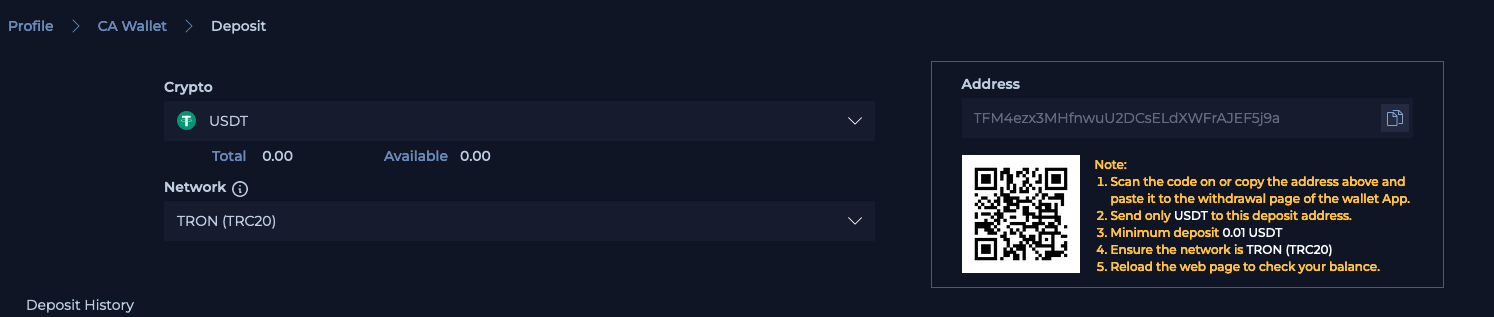 Profile > CA Wallet > Deposit
Crypto
USDT
Total 0.00 Available 0.00
Network
TRON (TRC20)
Address
TFM4ezx3MHfnwuU2DCsELdXWFrAJEF5j9a
Note:
1. Scan the code on or copy the address above and
paste it to the withdrawal page of the wallet App.
2. Send only USDT to this deposit address.
3. Minimum deposit 0.01 USDT
4. Ensure the network is TRON (TRC20)
5. Reload the web page to check your balance.
Deposit History